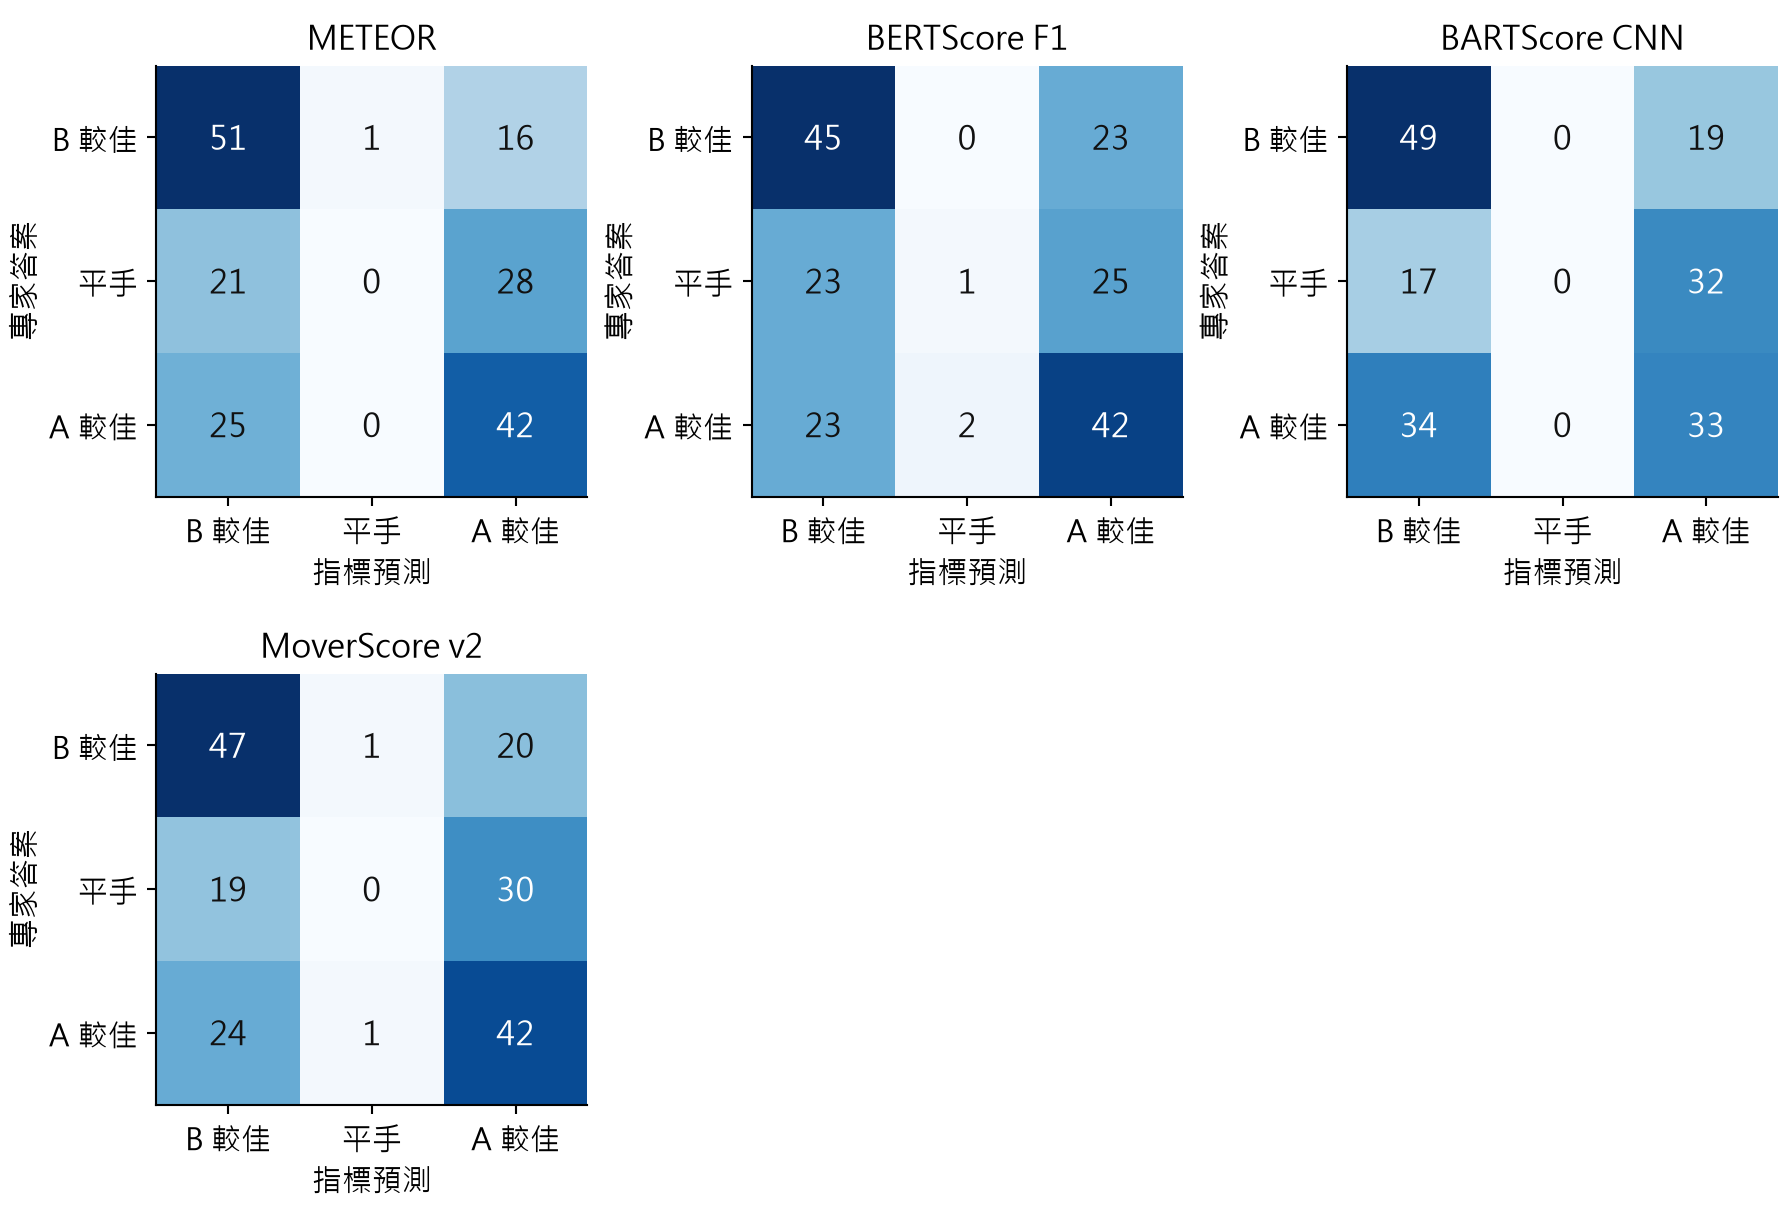 METEOR
專家答案
B 較佳 51 1 16
平手 21 0 28
A 較佳 25 0 42
B 較佳 平手 A 較佳
指標預測
BERTScore F1
專家答案
B 較佳 45 0 23
平手 23 1 25
A 較佳 23 2 42
B 較佳 平手 A 較佳
指標預測
BARTScore CNN
專家答案
B 較佳 49 0 19
平手 17 0 32
A 較佳 34 0 33
B 較佳 平手 A 較佳
指標預測
MoverScore v2
專家答案
B 較佳 47 1 20
平手 19 0 30
A 較佳 24 1 42
B 較佳 平手 A 較佳
指標預測